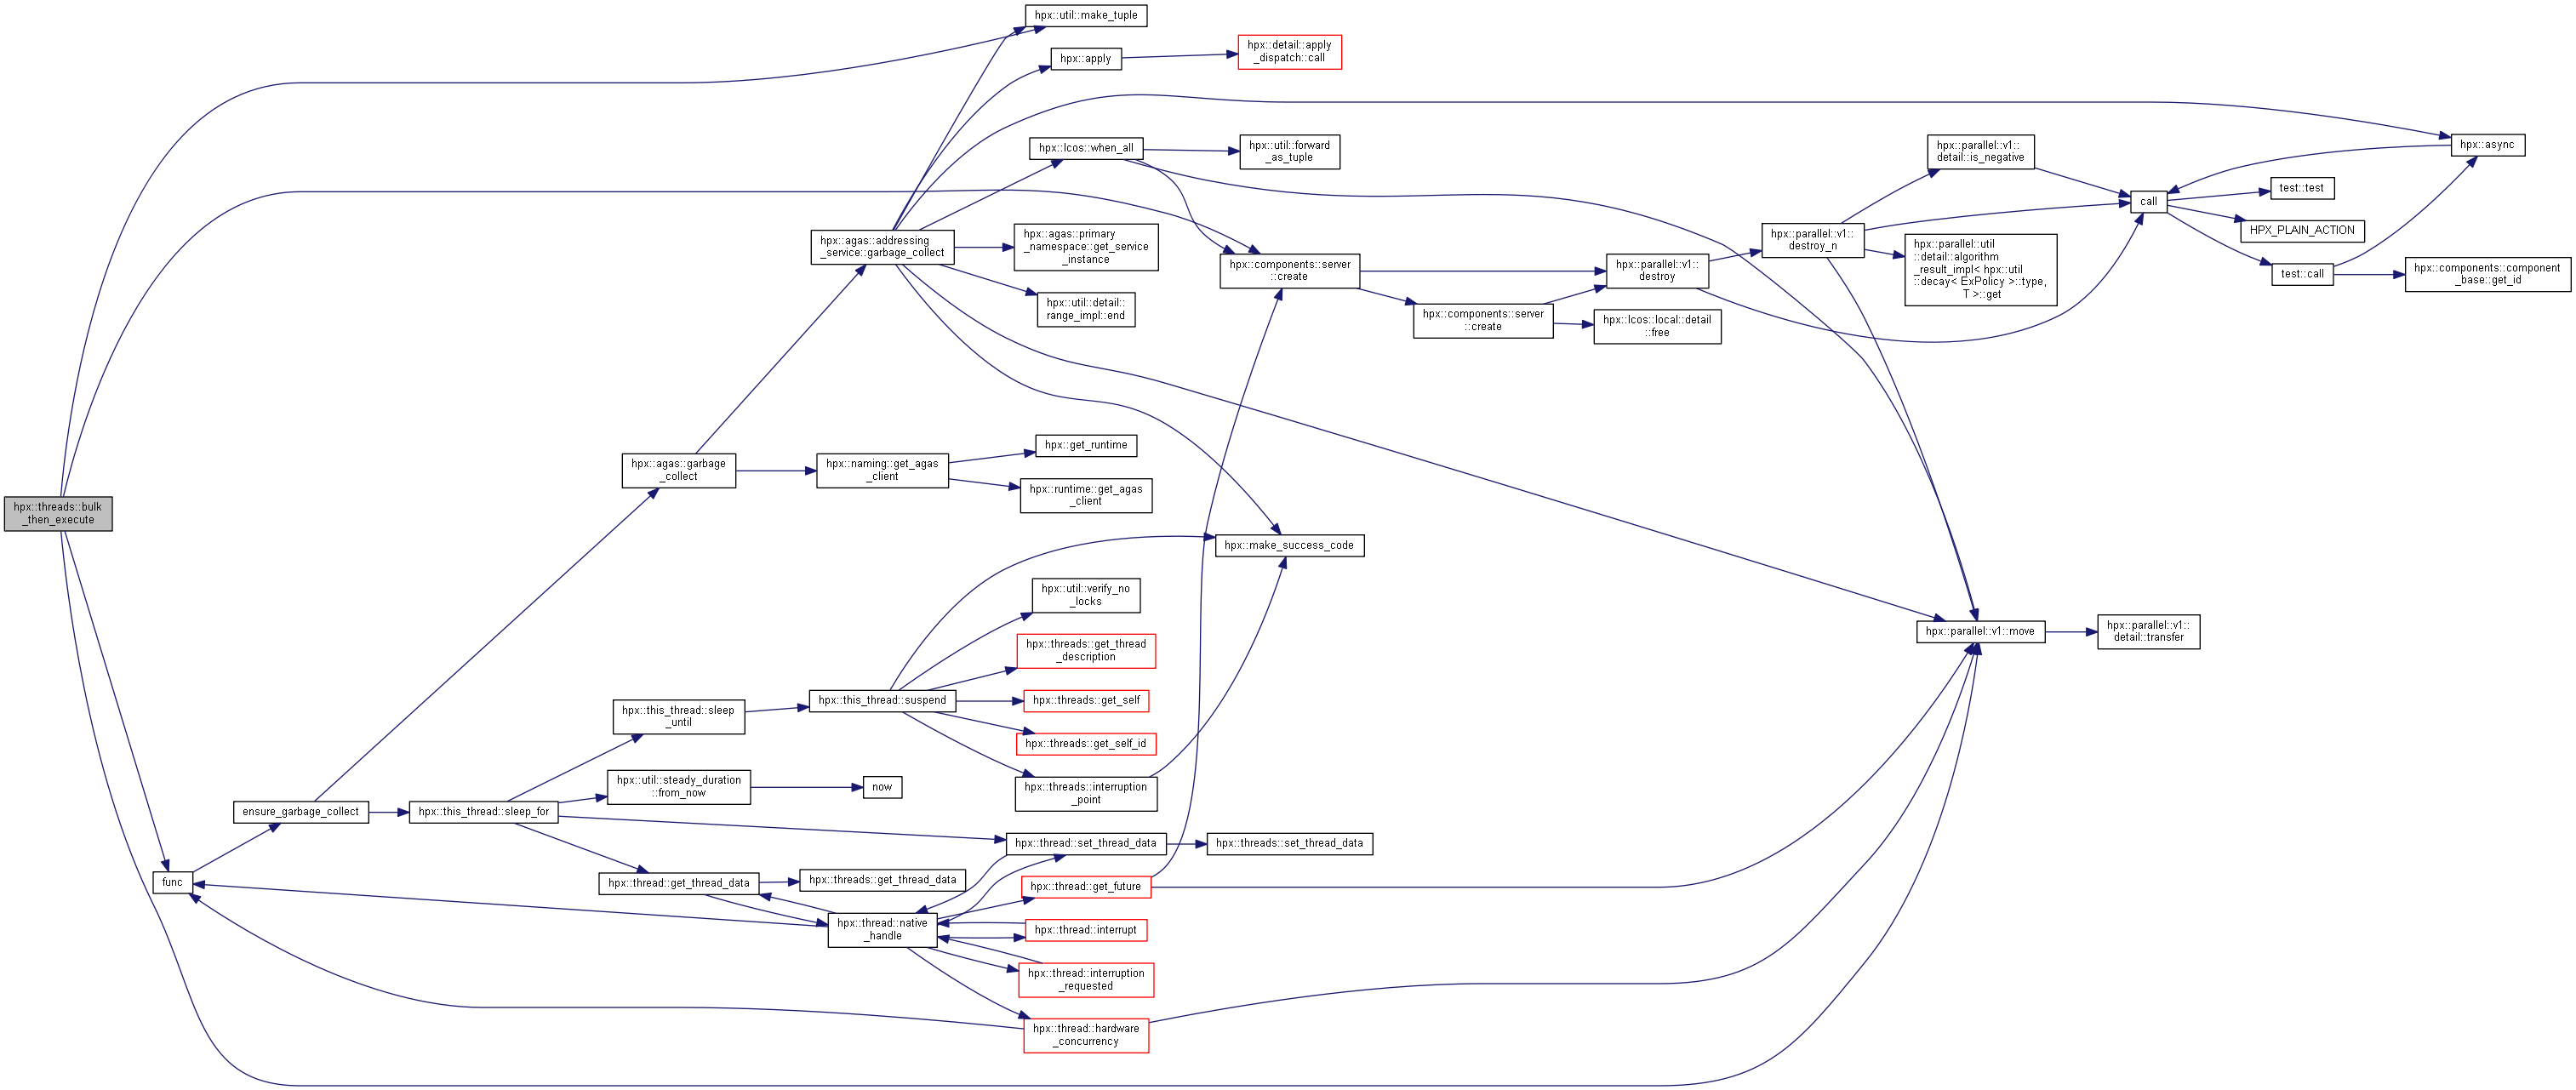 hpx::threads::bulk
_then_execute
func
ensure_garbage_collect
hpx::agas::garbage
_collect
hpx::this_thread::sleep_for
hpx::this_thread::sleep
_until
hpx::util::steady_duration
::from_now
hpx::thread::get_thread_data
hpx::agas::addressing
_service::garbage_collect
hpx::naming::get_agas
_client
hpx::this_thread::suspend
now
hpx::threads::get_thread_data
hpx::thread::native
_handle
hpx::util::make_tuple
hpx::apply
hpx::lcos::when_all
hpx::agas::primary
_namespace::get_service
_instance
hpx::util::detail::
range_impl::end
hpx::get_runtime
hpx::runtime::get_agas
_client
hpx::util::verify_no
_locks
hpx::threads::get_thread
_description
hpx::threads::get_self
hpx::threads::get_self_id
hpx::threads::interruption
_point
hpx::thread::set_thread_data
hpx::thread::get_future
hpx::thread::interrupt
hpx::thread::interruption
_requested
hpx::thread::hardware
_concurrency
hpx::detail::apply
_dispatch::call
hpx::util::forward
_as_tuple
hpx::components::server
::create
hpx::make_success_code
hpx::threads::set_thread_data
hpx::components::server
::create
hpx::parallel::v1::
destroy
hpx::lcos::local::detail
::free
hpx::parallel::v1::
destroy_n
hpx::parallel::v1::
detail::is_negative
hpx::parallel::util
::detail::algorithm
_result_impl< hpx::util
::decay< ExPolicy >::type,
T >::get
hpx::parallel::v1::move
call
hpx::parallel::v1::
detail::transfer
test::test
HPX_PLAIN_ACTION
test::call
hpx::async
hpx::components::component
_base::get_id